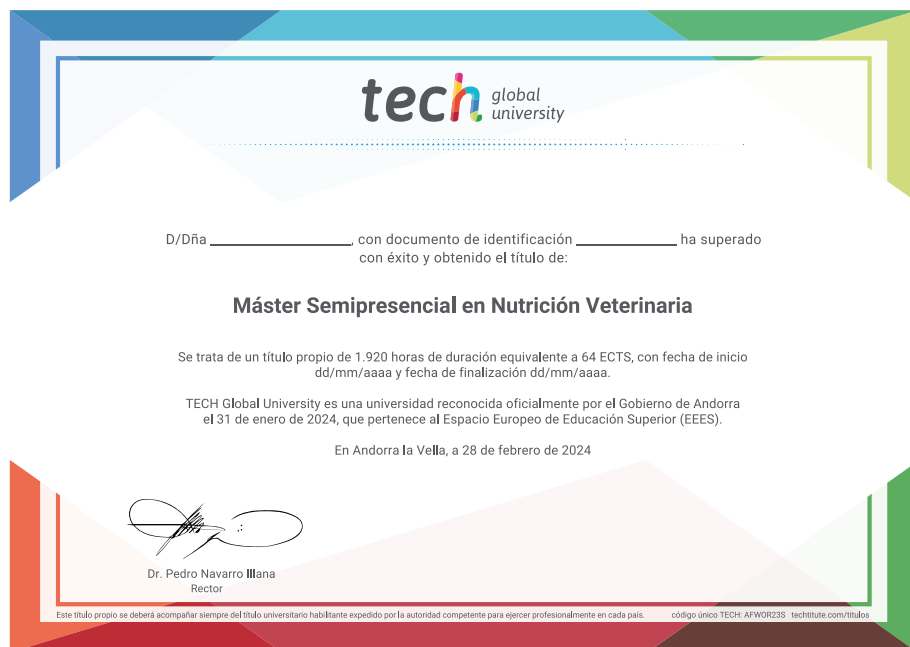 tech global university
D/Dña ____________________, con documento de identificación ______________ ha superado
con éxito y obtenido el título de:
Máster Semipresencial en Nutrición Veterinaria
Se trata de un título propio de 1.920 horas de duración equivalente a 64 ECTS, con fecha de inicio
dd/mm/aaaa y fecha de finalización dd/mm/aaaa.
TECH Global University es una universidad reconocida oficialmente por el Gobierno de Andorra
el 31 de enero de 2024, que pertenece al Espacio Europeo de Educación Superior (EEES).
En Andorra la Vella, a 28 de febrero de 2024
Dr. Pedro Navarro Illana
Rector
Este título propio se deberá acompañar siempre del título universitario habilitante expedido por la autoridad competente para ejercer profesionalmente en cada país. código único TECH: AFWOR23S techtitute.com/titulos